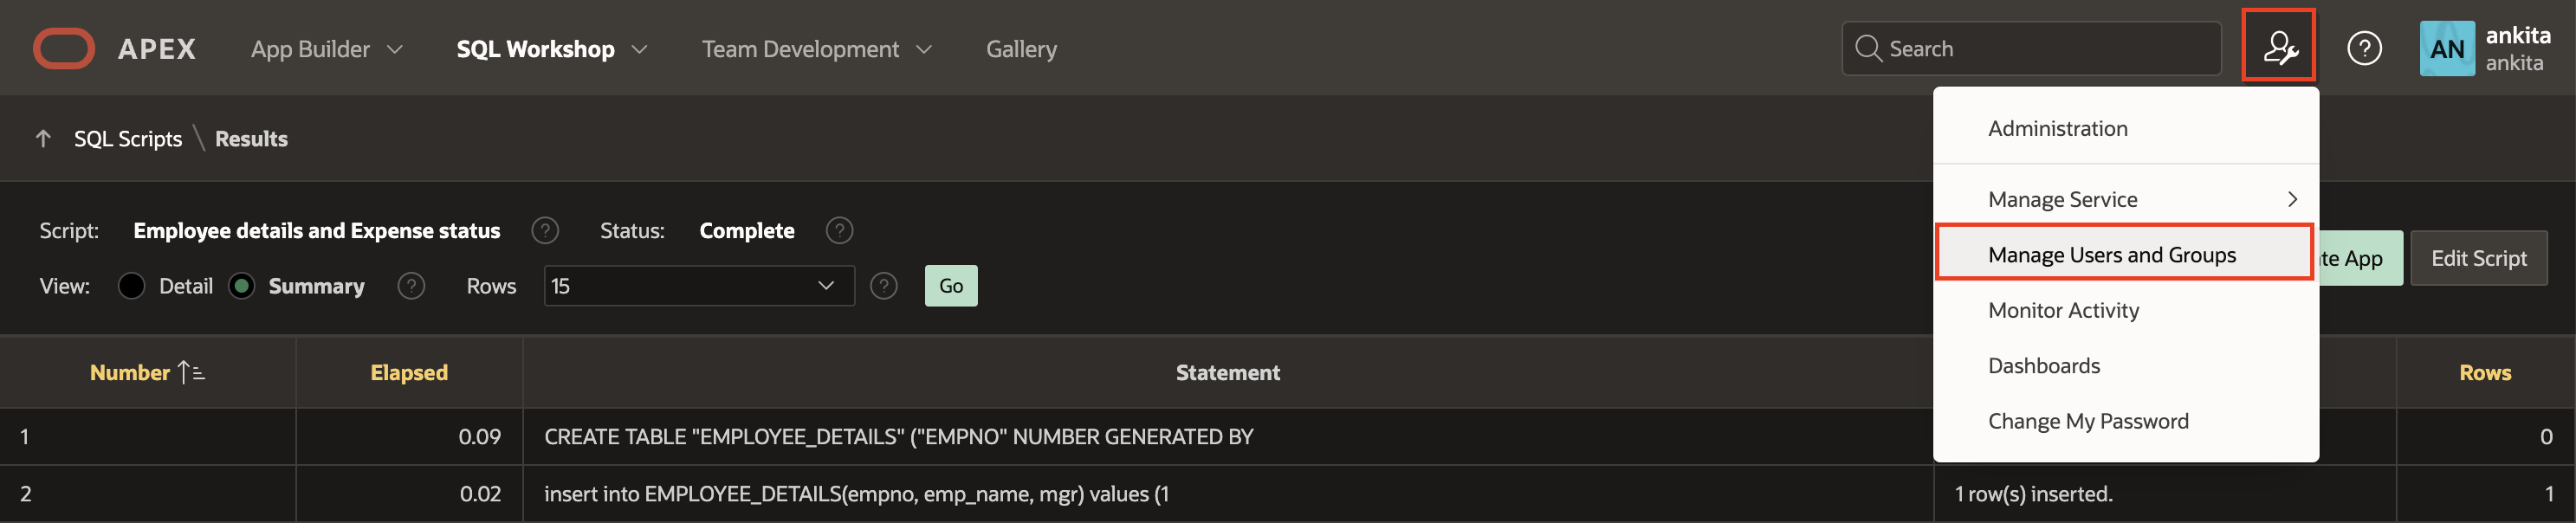 APEX App Builder SQL Workshop Team Development Gallery Search ? AN ankita
ankita
SQL Scripts \ Results
Administration
Manage Service
Manage Users and Groups
Monitor Activity
Dashboards
Change My Password
Script: Employee details and Expense status ? Status: Complete ? te App Edit Script
View: Detail Summary ? Rows 15 ? Go
Number Elapsed Statement Rows
1 0.09 CREATE TABLE "EMPLOYEE_DETAILS" ("EMPNO" NUMBER GENERATED BY 0
2 0.02 insert into EMPLOYEE_DETAILS(empno, emp_name, mgr) values (1 1 row(s) inserted. 1